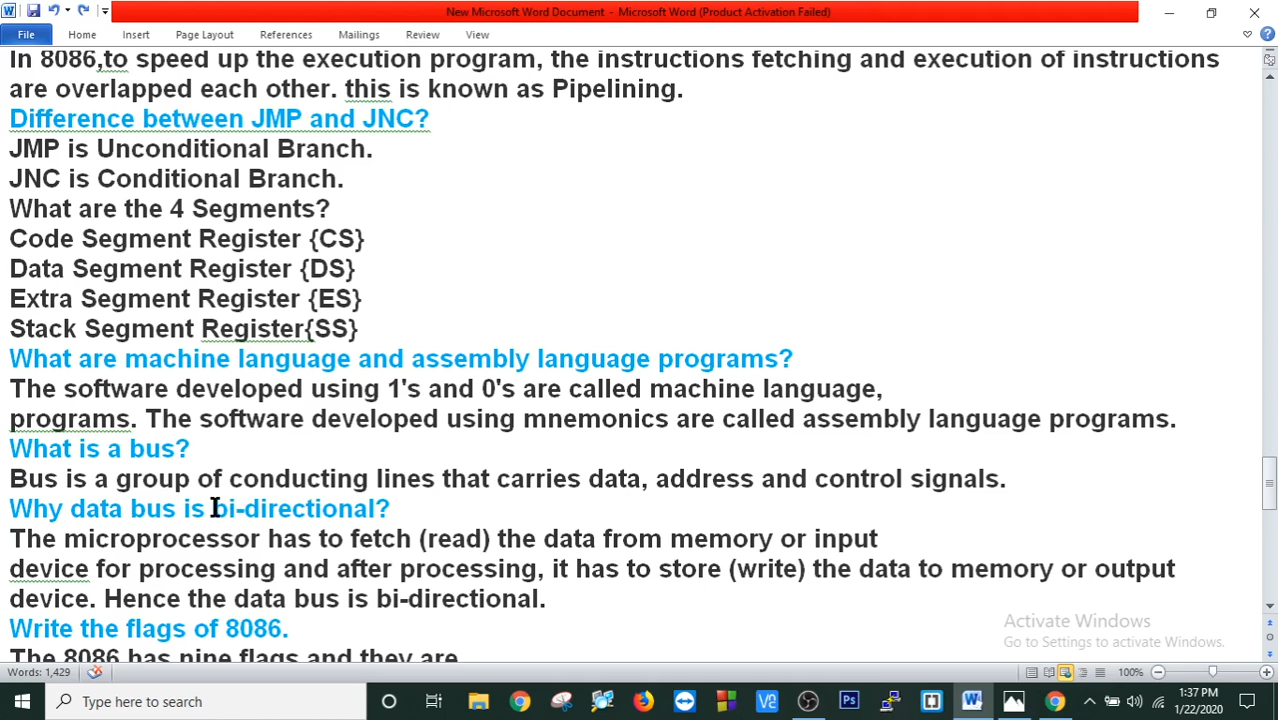 New Microsoft Word Document - Microsoft Word (Product Activation Failed)
File Home Insert Page Layout References Mailings Review View
In 8086,to speed up the execution program, the instructions fetching and execution of instructions
are overlapped each other. this is known as Pipelining.
Difference between JMP and JNC?
JMP is Unconditional Branch.
JNC is Conditional Branch.
What are the 4 Segments?
Code Segment Register {CS}
Data Segment Register {DS}
Extra Segment Register {ES}
Stack Segment Register{SS}
What are machine language and assembly language programs?
The software developed using 1's and 0's are called machine language,
programs. The software developed using mnemonics are called assembly language programs.
What is a bus?
Bus is a group of conducting lines that carries data, address and control signals.
Why data bus is bi-directional?
The microprocessor has to fetch (read) the data from memory or input
device for processing and after processing, it has to store (write) the data to memory or output
device. Hence the data bus is bi-directional.
Write the flags of 8086.
The 8086 has nine flags and they are
Activate Windows
Go to Settings to activate Windows.
Words: 1,429
100%
Type here to search
1:37 PM
1/22/2020